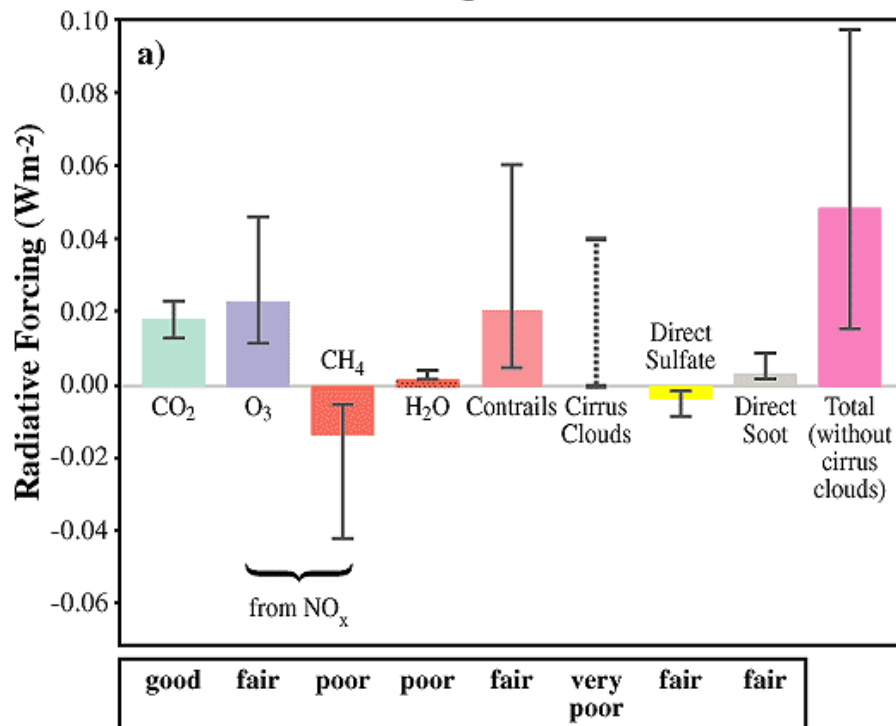 a)
Radiative Forcing (Wm-2)
0.10
0.08
0.06
0.04
0.02
0.00
-0.02
-0.04
-0.06
CO2
O3
CH4
H2O
Contrails
Cirrus
Clouds
Direct
Sulfate
Direct
Soot
Total
(without
cirrus
clouds)
from NOx
good fair poor poor fair very poor fair fair